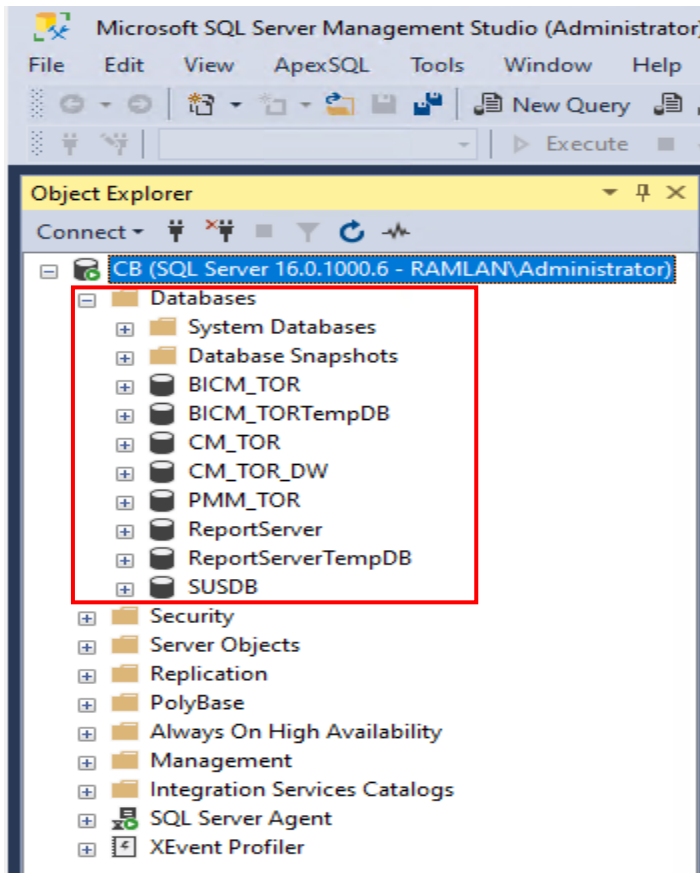 Microsoft SQL Server Management Studio (Administrator)
File Edit View ApexSQL Tools Window Help
New Query
Execute
Object Explorer
Connect
CB (SQL Server 16.0.1000.6 - RAMLAN\Administrator)
Databases
System Databases
Database Snapshots
BICM_TOR
BICM_TORTempDB
CM_TOR
CM_TOR_DW
PMM_TOR
ReportServer
ReportServerTempDB
SUSDB
Security
Server Objects
Replication
PolyBase
Always On High Availability
Management
Integration Services Catalogs
SQL Server Agent
XEvent Profiler